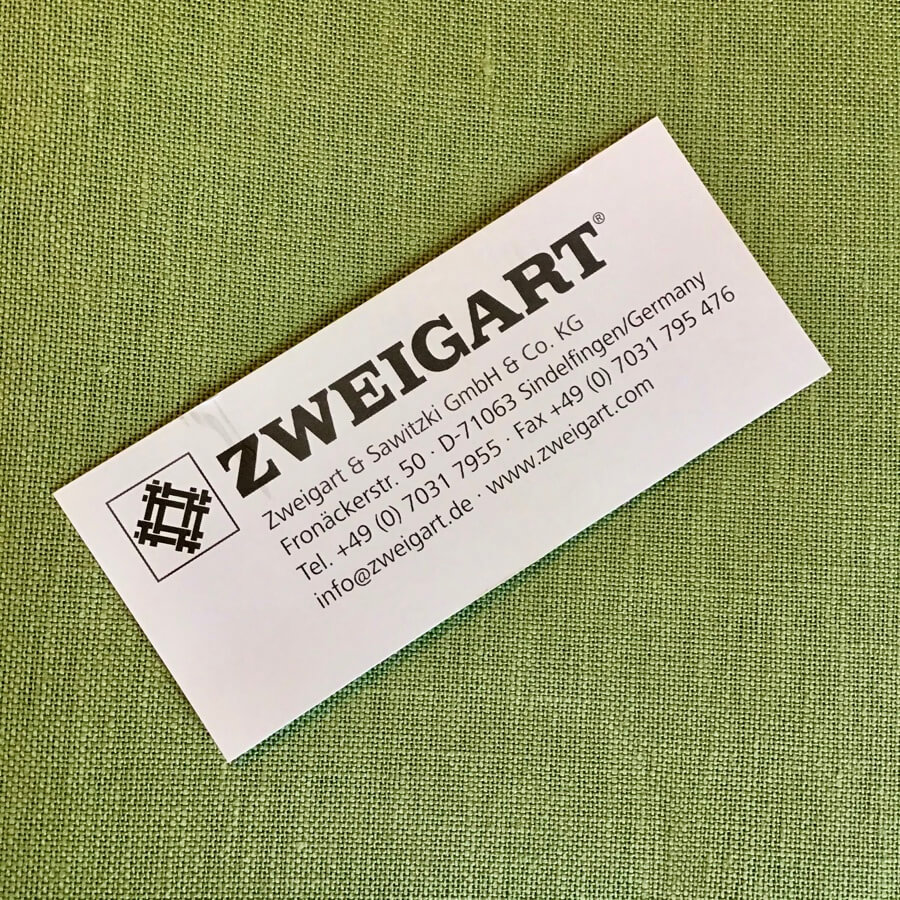 ZWEIGART®
Zweigart & Sawitzki GmbH & Co. KG
Fronäckerstr. 50 · D-71063 Sindelfingen/Germany
Tel. +49 (0) 7031 7955 · Fax +49 (0) 7031 795 476
info@zweigart.de · www.zweigart.com